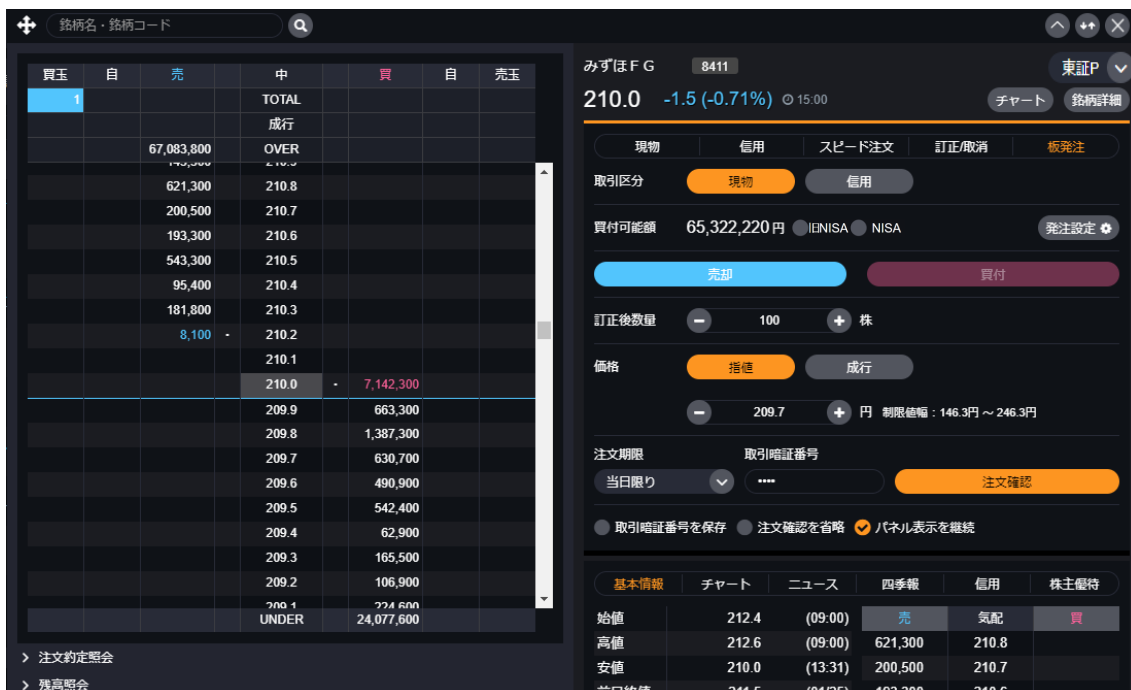 銘柄名・銘柄コード
買玉 自 売 中 買 自 売玉
1 TOTAL
成行
67,083,800 OVER
621,300 210.8
200,500 210.7
193,300 210.6
543,300 210.5
95,400 210.4
181,800 210.3
8,100 - 210.2
210.1
210.0 - 7,142,300
209.9 663,300
209.8 1,387,300
209.7 630,700
209.6 490,900
209.5 542,400
209.4 62,900
209.3 165,500
209.2 106,900
209.1 224,600
UNDER 24,077,600
注文約定照会
残高照会
みずほＦＧ 8411 東証P
210.0 -1.5 (-0.71%) 15:00 チャート 銘柄詳細
現物 信用 スピード注文 訂正/取消 板発注
取引区分 現物 信用
買付可能額 65,322,220 円 旧NISA NISA 発注設定
売却 買付
訂正後数量 100 株
価格 指値 成行
209.7 円 制限値幅：146.3円 ～ 246.3円
注文期限 取引暗証番号
当日限り •••• 注文確認
取引暗証番号を保存 注文確認を省略 パネル表示を継続
基本情報 チャート ニュース 四季報 信用 株主優待
始値 212.4 (09:00) 売 気配 買
高値 212.6 (09:00) 621,300 210.8
安値 210.0 (13:31) 200,500 210.7